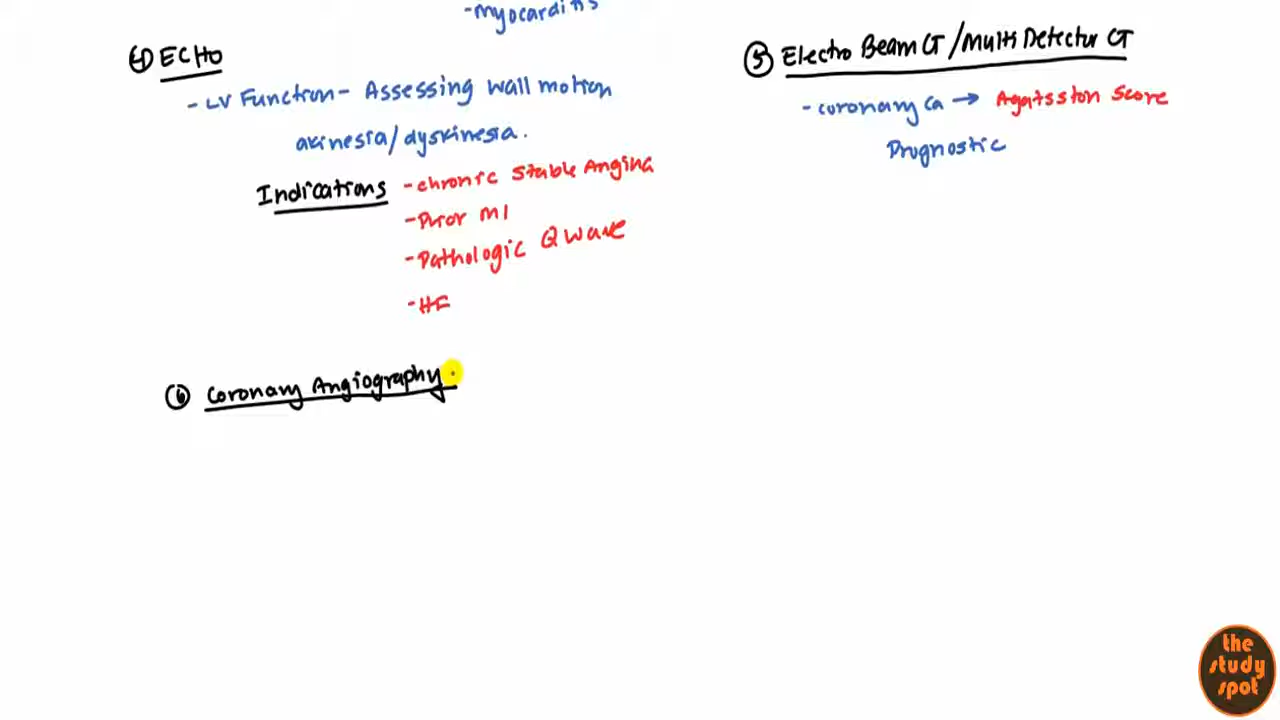 -Myocarditis
④ ECHO
- LV Function - Assessing wall motion
akinesia/dyskinesia.
Indications - chronic Stable Angina
- Prior MI
- Pathologic Q wave
- HF
⑤ Electro Beam CT / Multi Detector CT
- coronary Ca → Agatsston Score
Prognostic
⑥ Coronary Angiography
the
study
spot